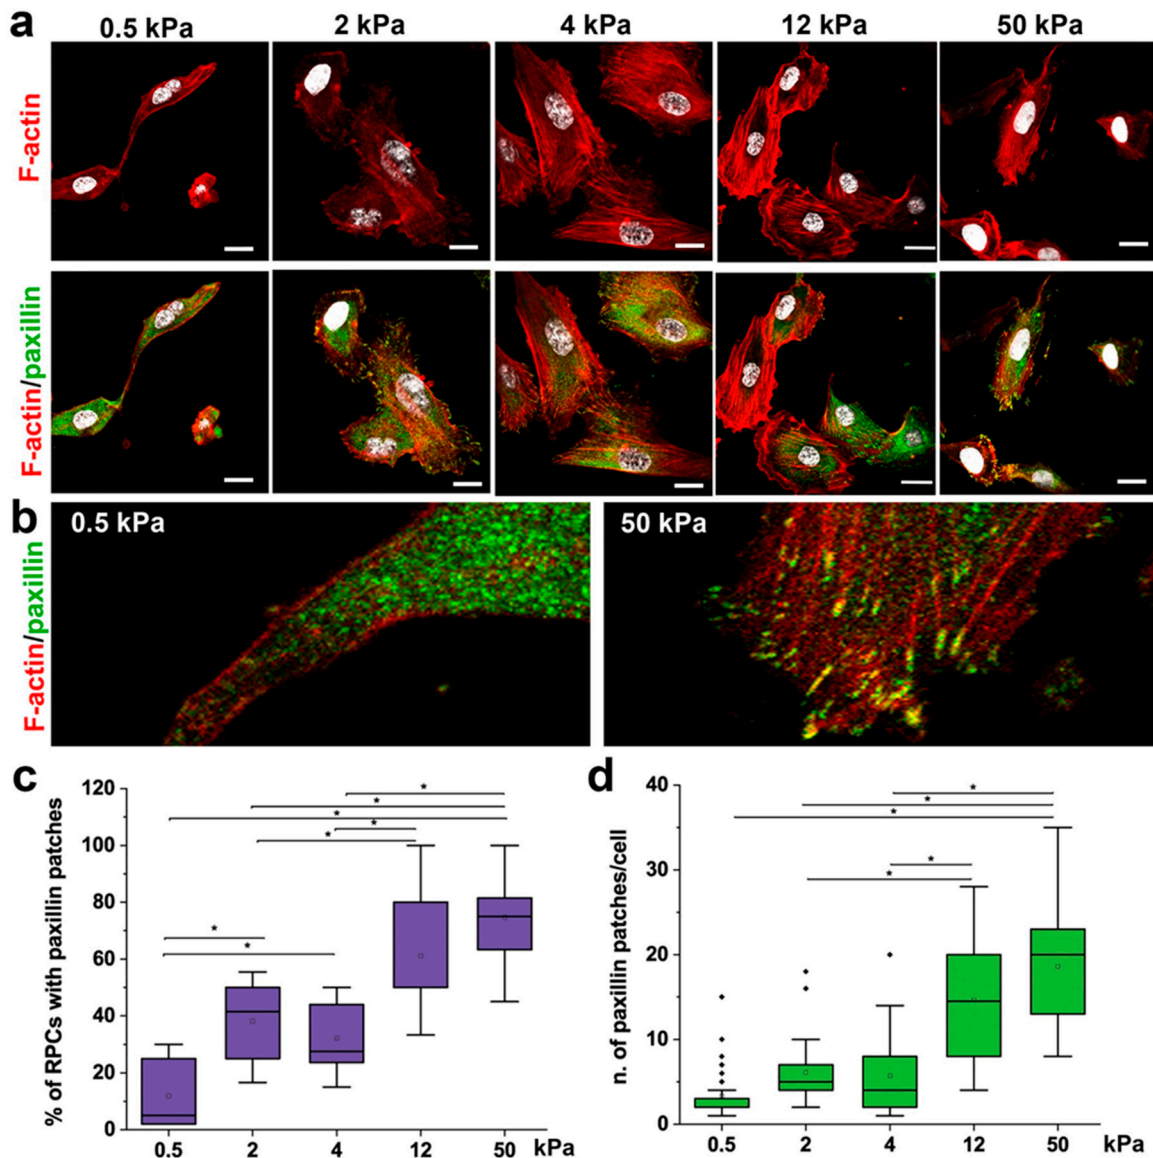 a
0.5 kPa 2 kPa 4 kPa 12 kPa 50 kPa
F-actin
F-actin/paxillin
b
0.5 kPa
50 kPa
F-actin/paxillin
c
% of RPCs with paxillin patches
120
100
80
60
40
20
0
* * * * * * *
0.5 2 4 12 50 kPa
d
n. of paxillin patches/cell
40
30
20
10
0
* * * * *
0.5 2 4 12 50 kPa